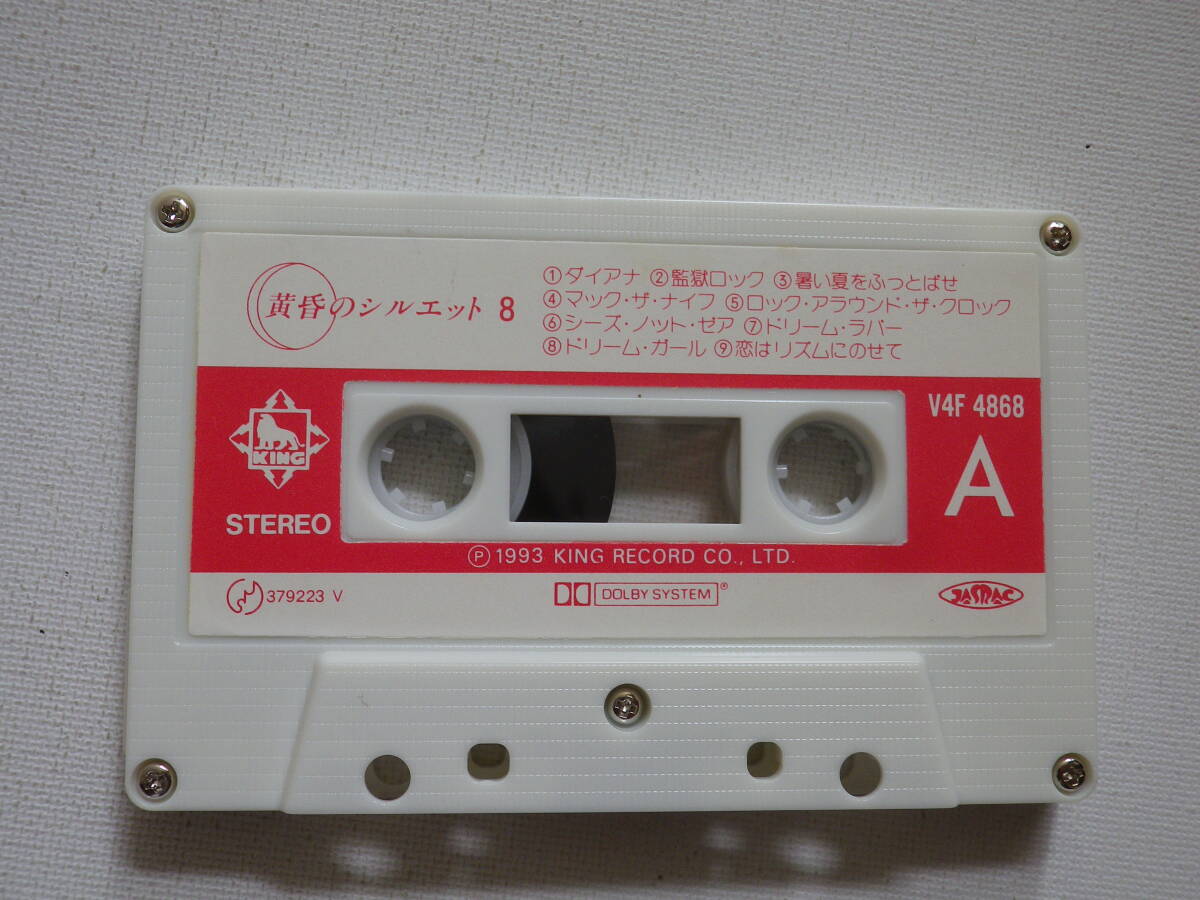 黄昏のシルエット 8
①ダイアナ ②監獄ロック ③暑い夏をふっとばせ
④マック・ザ・ナイフ ⑤ロック・アラウンド・ザ・クロック
⑥シーズ・ノット・ゼア ⑦ドリーム・ラバー
⑧ドリーム・ガール ⑨恋はリズムにのせて
KING
STEREO
V4F 4868
A
Ⓟ 1993 KING RECORD CO., LTD.
379223 V
DOLBY SYSTEM®
JASRAC